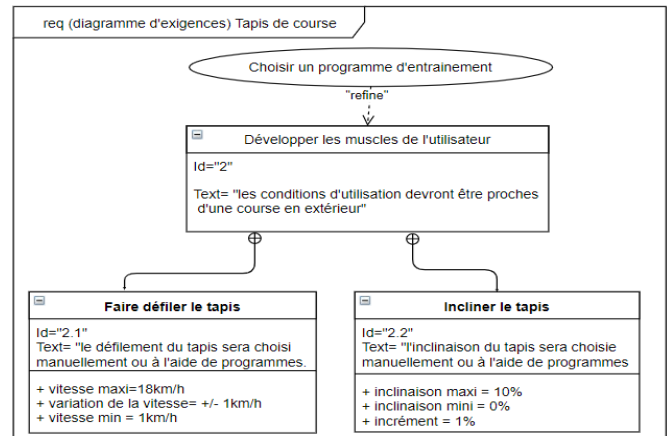 req (diagramme d'exigences) Tapis de course
Choisir un programme d'entrainement
"refine"
Développer les muscles de l'utilisateur
Id="2"
Text= "les conditions d'utilisation devront être proches
d'une course en extérieur"
Faire défiler le tapis
Id="2.1"
Text= "le défilement du tapis sera choisi
manuellement ou à l'aide de programmes.
+ vitesse maxi=18km/h
+ variation de la vitesse= +/- 1km/h
+ vitesse min = 1km/h
Incliner le tapis
Id="2.2"
Text= "l'inclinaison du tapis sera choisie
manuellement ou à l'aide de programmes
+ inclinaison maxi = 10%
+ inclinaison mini = 0%
+ incrément = 1%